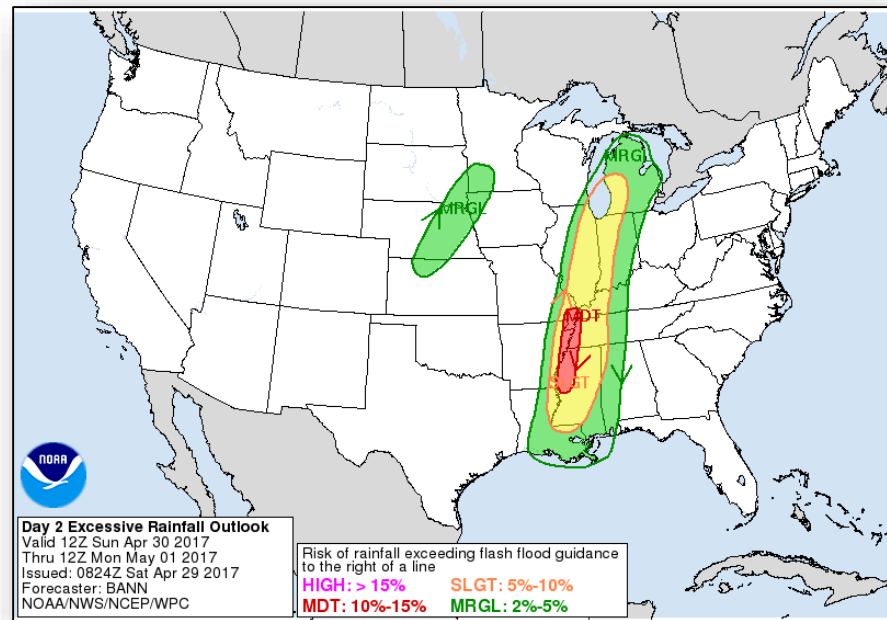 MRGL
MRGL
MDT
SLGT
NOAA
Day 2 Excessive Rainfall Outlook
Valid 12Z Sun Apr 30 2017
Thru 12Z Mon May 01 2017
Issued: 0824Z Sat Apr 29 2017
Forecaster: BANN
NOAA/NWS/NCEP/WPC
Risk of rainfall exceeding flash flood guidance
to the right of a line
HIGH: > 15% SLGT: 5%-10%
MDT: 10%-15% MRGL: 2%-5%